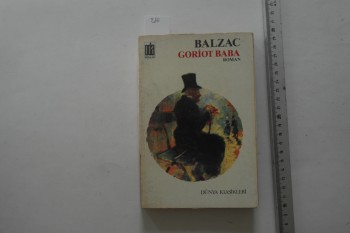 BALZAC
GORİOT BABA
ROMAN
DÜNYA KLASİKLERİ